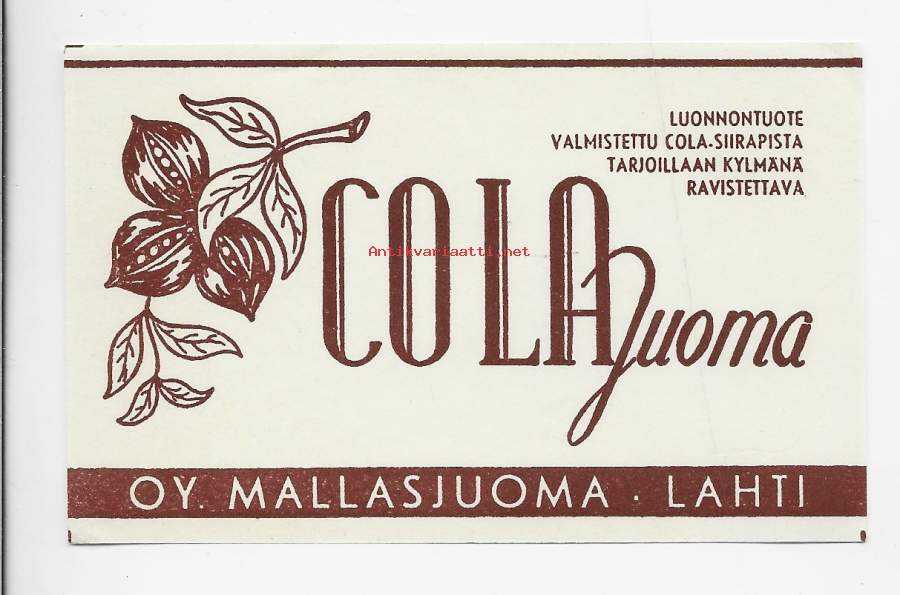 LUONNONTUOTE
VALMISTETTU COLA-SIIRAPISTA
TARJOILLAAN KYLMÄNÄ
RAVISTETTAVA
Antikvariaatti.net
COLA Juoma
OY. MALLASJUOMA · LAHTI